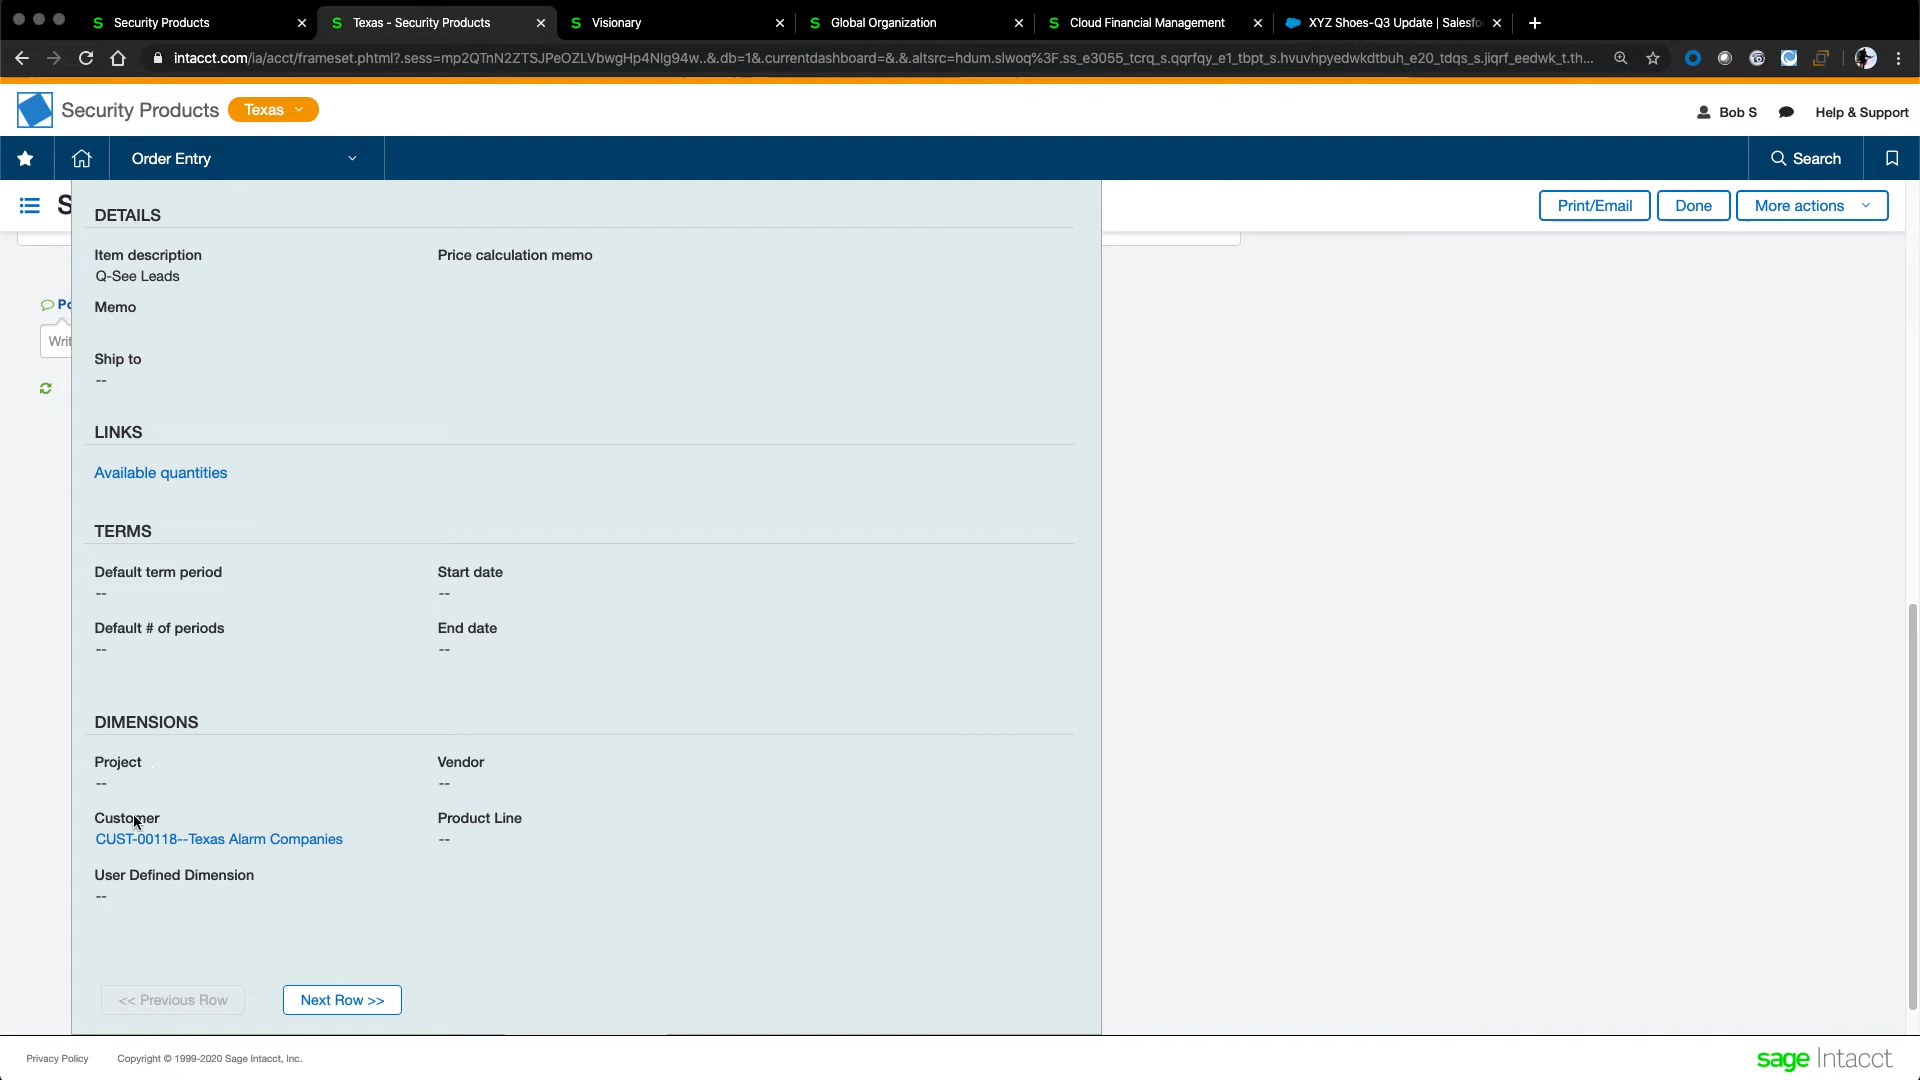 Security Products
Texas - Security Products
Visionary
Global Organization
Cloud Financial Management
XYZ Shoes-Q3 Update | Salesfo
intacct.com/ia/acct/frameset.phtml?.sess=mp2QTnN2ZTSJPeOZLVbwgHp4NIg94w..&.db=1&currentdashboard=&.&.altsrc=hdum.slwoq%3F.ss_e3055_tcrq_s.qqrfqy_e1_tbpt_s.hvuvhpyedwkdtbuh_e20_tdqs_s.jiqrf_eedwk_t.th...
Security Products
Texas
Bob S
Help & Support
Order Entry
Search
S
Print/Email
Done
More actions
DETAILS
Item description
Price calculation memo
Q-See Leads
Po
Memo
Writ
Ship to
--
LINKS
Available quantities
TERMS
Default term period
Start date
--
--
Default # of periods
End date
--
--
DIMENSIONS
Project
Vendor
--
--
Customer
Product Line
CUST-00118--Texas Alarm Companies
--
User Defined Dimension
--
<< Previous Row
Next Row >>
Privacy Policy
Copyright © 1999-2020 Sage Intacct, Inc.
sage Intacct